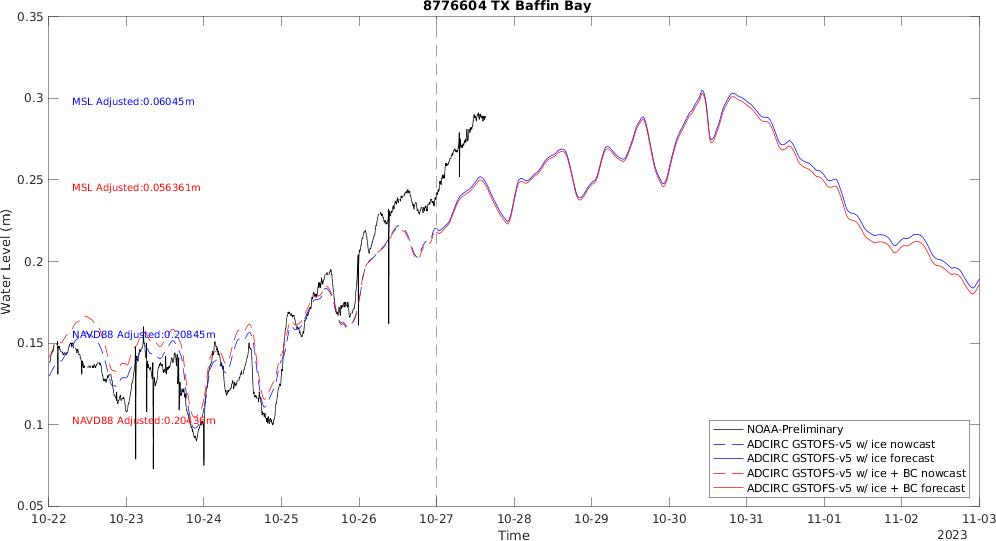 8776604 TX Baffin Bay
0.35
0.3
0.25
0.2
0.15
0.1
0.05
Water Level (m)
MSL Adjusted:0.06045m
MSL Adjusted:0.056361m
NAVD88 Adjusted:0.20845m
NAVD88 Adjusted:0.20436m
NOAA-Preliminary
ADCIRC GSTOFS-v5 w/ ice nowcast
ADCIRC GSTOFS-v5 w/ ice forecast
ADCIRC GSTOFS-v5 w/ ice + BC nowcast
ADCIRC GSTOFS-v5 w/ ice + BC forecast
10-22 10-23 10-24 10-25 10-26 10-27 10-28 10-29 10-30 10-31 11-01 11-02 11-03
Time
2023